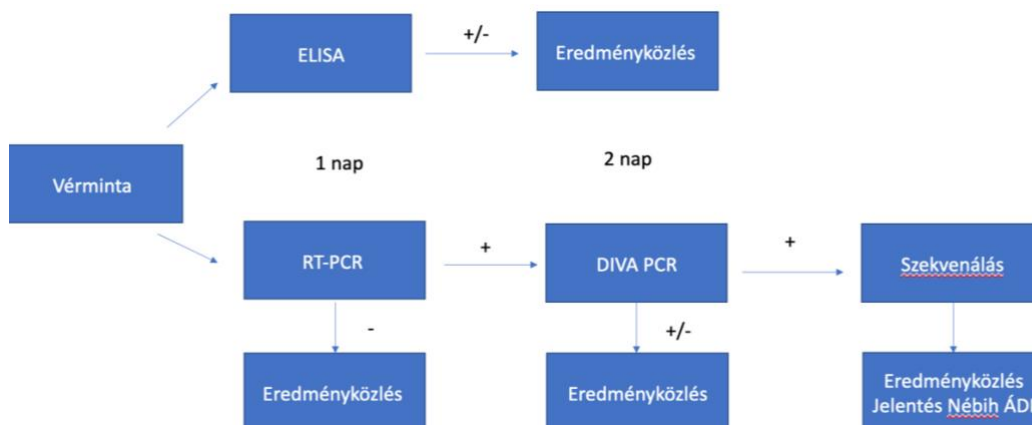 ELISA
+/-
Eredményközlés
Vérminta
1 nap
2 nap
RT-PCR
+
DIVA PCR
+
Szekvenálás
-
+/-
Eredményközlés
Eredményközlés
Eredményközlés
Jelentés Nébih ÁDI